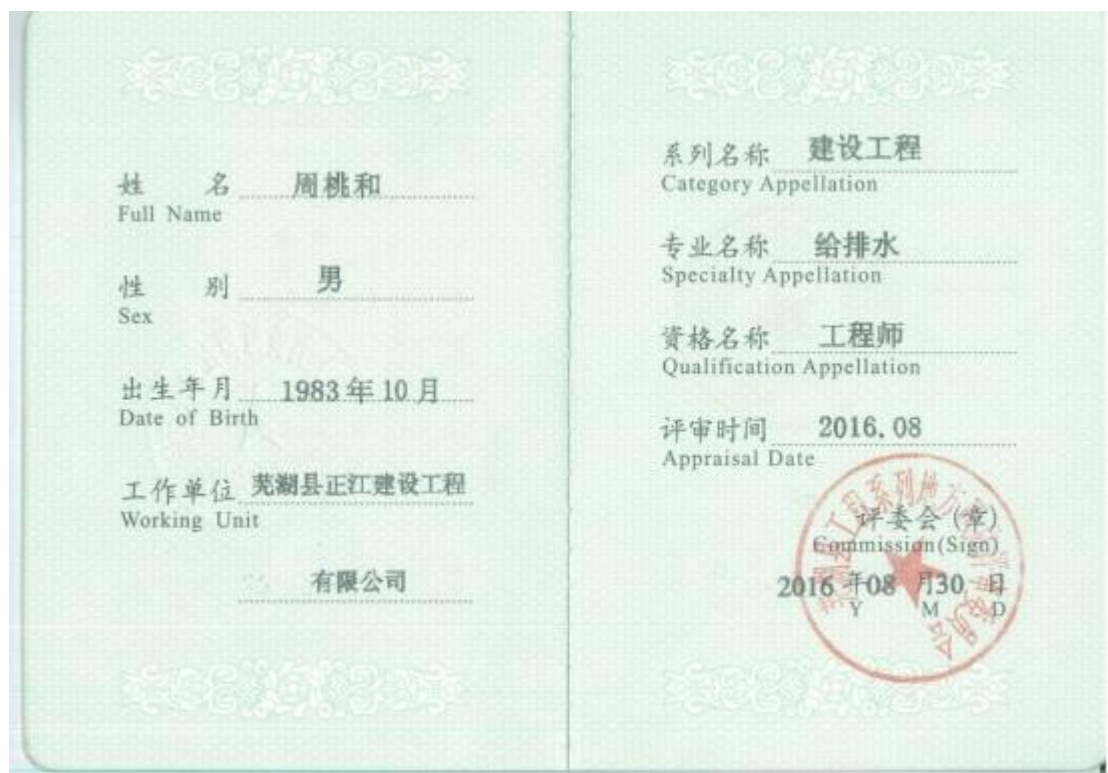 姓 名 周桃和
Full Name
性 别 男
Sex
出生年月 1983年10月
Date of Birth
工作单位 芜湖县正江建设工程
Working Unit
有限公司
系列名称 建设工程
Category Appellation
专业名称 给排水
Specialty Appellation
资格名称 工程师
Qualification Appellation
评审时间 2016.08
Appraisal Date
评委会(章)
Commission(Sign)
2016 年08 月30 日
Y M D